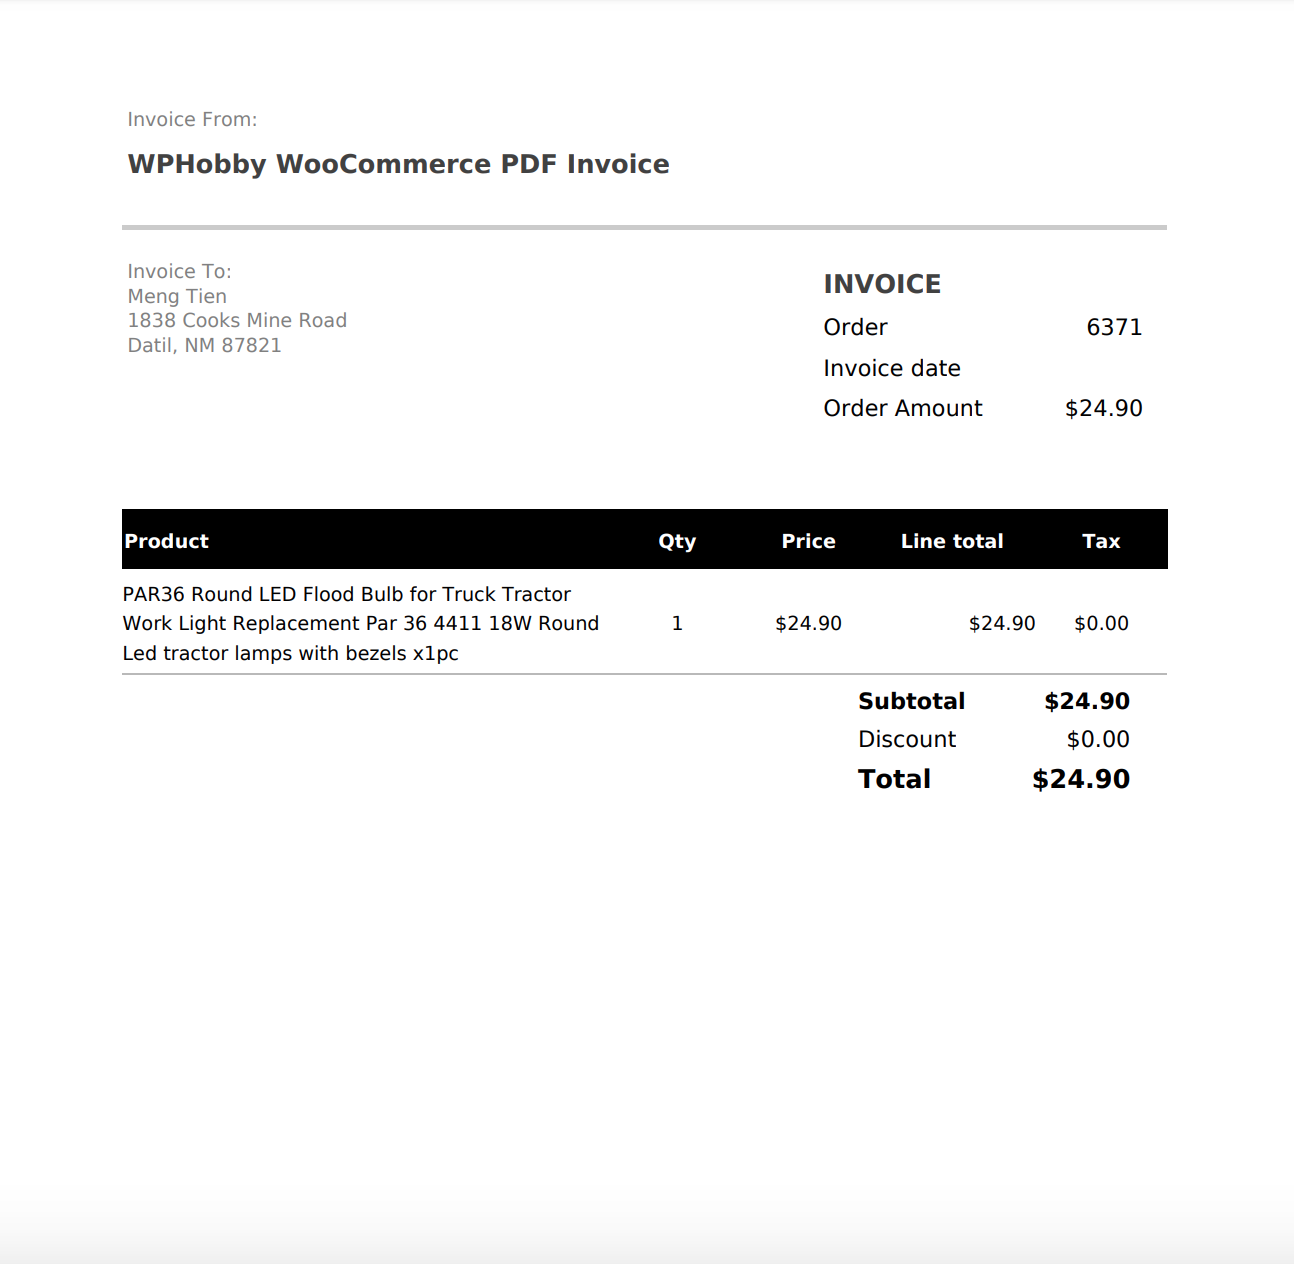 Invoice From:
WPHobby WooCommerce PDF Invoice
Invoice To:
Meng Tien
1838 Cooks Mine Road
Datil, NM 87821
INVOICE
Order 6371
Invoice date
Order Amount $24.90
Product Qty Price Line total Tax
PAR36 Round LED Flood Bulb for Truck Tractor
Work Light Replacement Par 36 4411 18W Round 1 $24.90 $24.90 $0.00
Led tractor lamps with bezels x1pc
Subtotal $24.90
Discount $0.00
Total $24.90